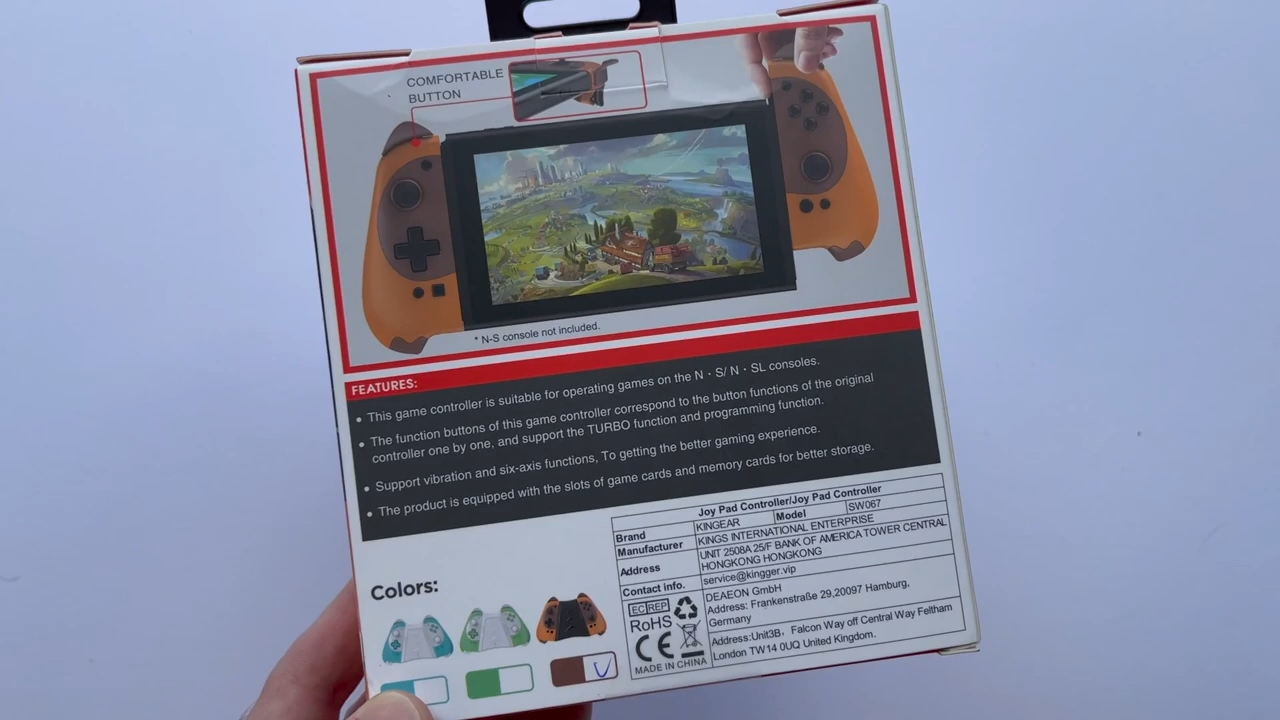 COMFORTABLE
BUTTON
* N-S console not included.
FEATURES:
• This game controller is suitable for operating games on the N・S/ N・SL consoles.
• The function buttons of this game controller correspond to the button functions of the original
controller one by one, and support the TURBO function and programming function.
• Support vibration and six-axis functions, To getting the better gaming experience.
• The product is equipped with the slots of game cards and memory cards for better storage.
Colors:
Joy Pad Controller/Joy Pad Controller
Brand KINGEAR Model SW067
Manufacturer KINGS INTERNATIONAL ENTERPRISE
Address UNIT 2508A 25/F BANK OF AMERICA TOWER CENTRAL
HONGKONG HONGKONG
Contact info. service@kingger.vip
EC REP
RoHS
CE
MADE IN CHINA
DEAEON GmbH
Address: Frankenstraße 29,20097 Hamburg,
Germany
Address:Unit3B, Falcon Way off Central Way Feltham
London TW14 0UQ United Kingdom.